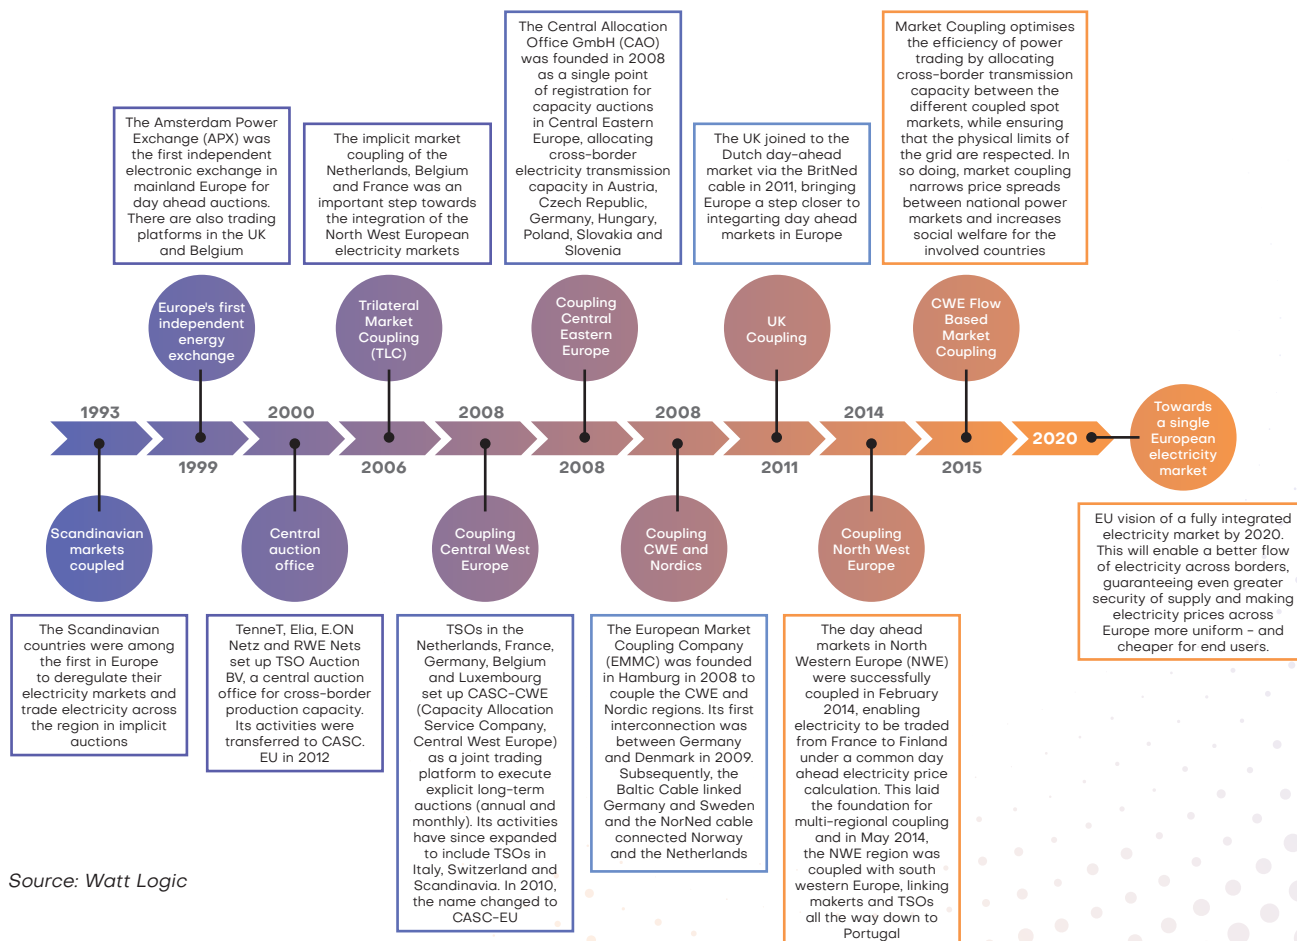 The Amsterdam Power
Exchange (APX) was
the first independent
electronic exchange in
mainland Europe for
day ahead auctions.
There are also trading
platforms in the UK
and Belgium
The implicit market
coupling of the
Netherlands, Belgium
and France was an
important step towards
the integration of the
North West European
electricity markets
The Central Allocation
Office GmbH (CAO)
was founded in 2008
as a single point
of registration for
capacity auctions
in Central Eastern
Europe, allocating
cross-border
electricity transmission
capacity in Austria,
Czech Republic,
Germany, Hungary,
Poland, Slovakia and
Slovenia
The UK joined to the
Dutch day-ahead
market via the BritNed
cable in 2011, bringing
Europe a step closer to
integarting day ahead
markets in Europe
Market Coupling optimises
the efficiency of power
trading by allocating
cross-border transmission
capacity between the
different coupled spot
markets, while ensuring
that the physical limits of
the grid are respected. In
so doing, market coupling
narrows price spreads
between national power
markets and increases
social welfare for the
involved countries
Europe's first
independent
energy
exchange
Trilateral
Market
Coupling
(TLC)
Coupling
Central
Eastern
Europe
UK
Coupling
CWE Flow
Based
Market
Coupling
1993
1999
2000
2006
2008
2008
2008
2011
2014
2015
2020
Towards
a single
European
electricity
market
Scandinavian
markets
coupled
Central
auction
office
Coupling
Central West
Europe
Coupling
CWE and
Nordics
Coupling
North West
Europe
EU vision of a fully integrated
electricity market by 2020.
This will enable a better flow
of electricity across borders,
guaranteeing even greater
security of supply and making
electricity prices across
Europe more uniform – and
cheaper for end users.
The Scandinavian
countries were among
the first in Europe
to deregulate their
electricity markets and
trade electricity across
the region in implicit
auctions
TenneT, Elia, E.ON
Netz and RWE Nets
set up TSO Auction
BV, a central auction
office for cross-border
production capacity.
Its activities were
transferred to CASC.
EU in 2012
TSOs in the
Netherlands, France,
Germany, Belgium
and Luxembourg
set up CASC-CWE
(Capacity Allocation
Service Company,
Central West Europe)
as a joint trading
platform to execute
explicit long-term
auctions (annual and
monthly). Its activities
have since expanded
to include TSOs in
Italy, Switzerland and
Scandinavia. In 2010,
the name changed to
CASC-EU
The European Market
Coupling Company
(EMMC) was founded
in Hamburg in 2008 to
couple the CWE and
Nordic regions. Its first
interconnection was
between Germany
and Denmark in 2009.
Subsequently, the
Baltic Cable linked
Germany and Sweden
and the NorNed cable
connected Norway
and the Netherlands
The day ahead
markets in North
Western Europe (NWE)
were successfully
coupled in February
2014, enabling
electricity to be traded
from France to Finland
under a common day
ahead electricity price
calculation. This laid
the foundation for
multi-regional coupling
and in May 2014,
the NWE region was
coupled with south
western Europe, linking
makerts and TSOs
all the way down to
Portugal
Source: Watt Logic